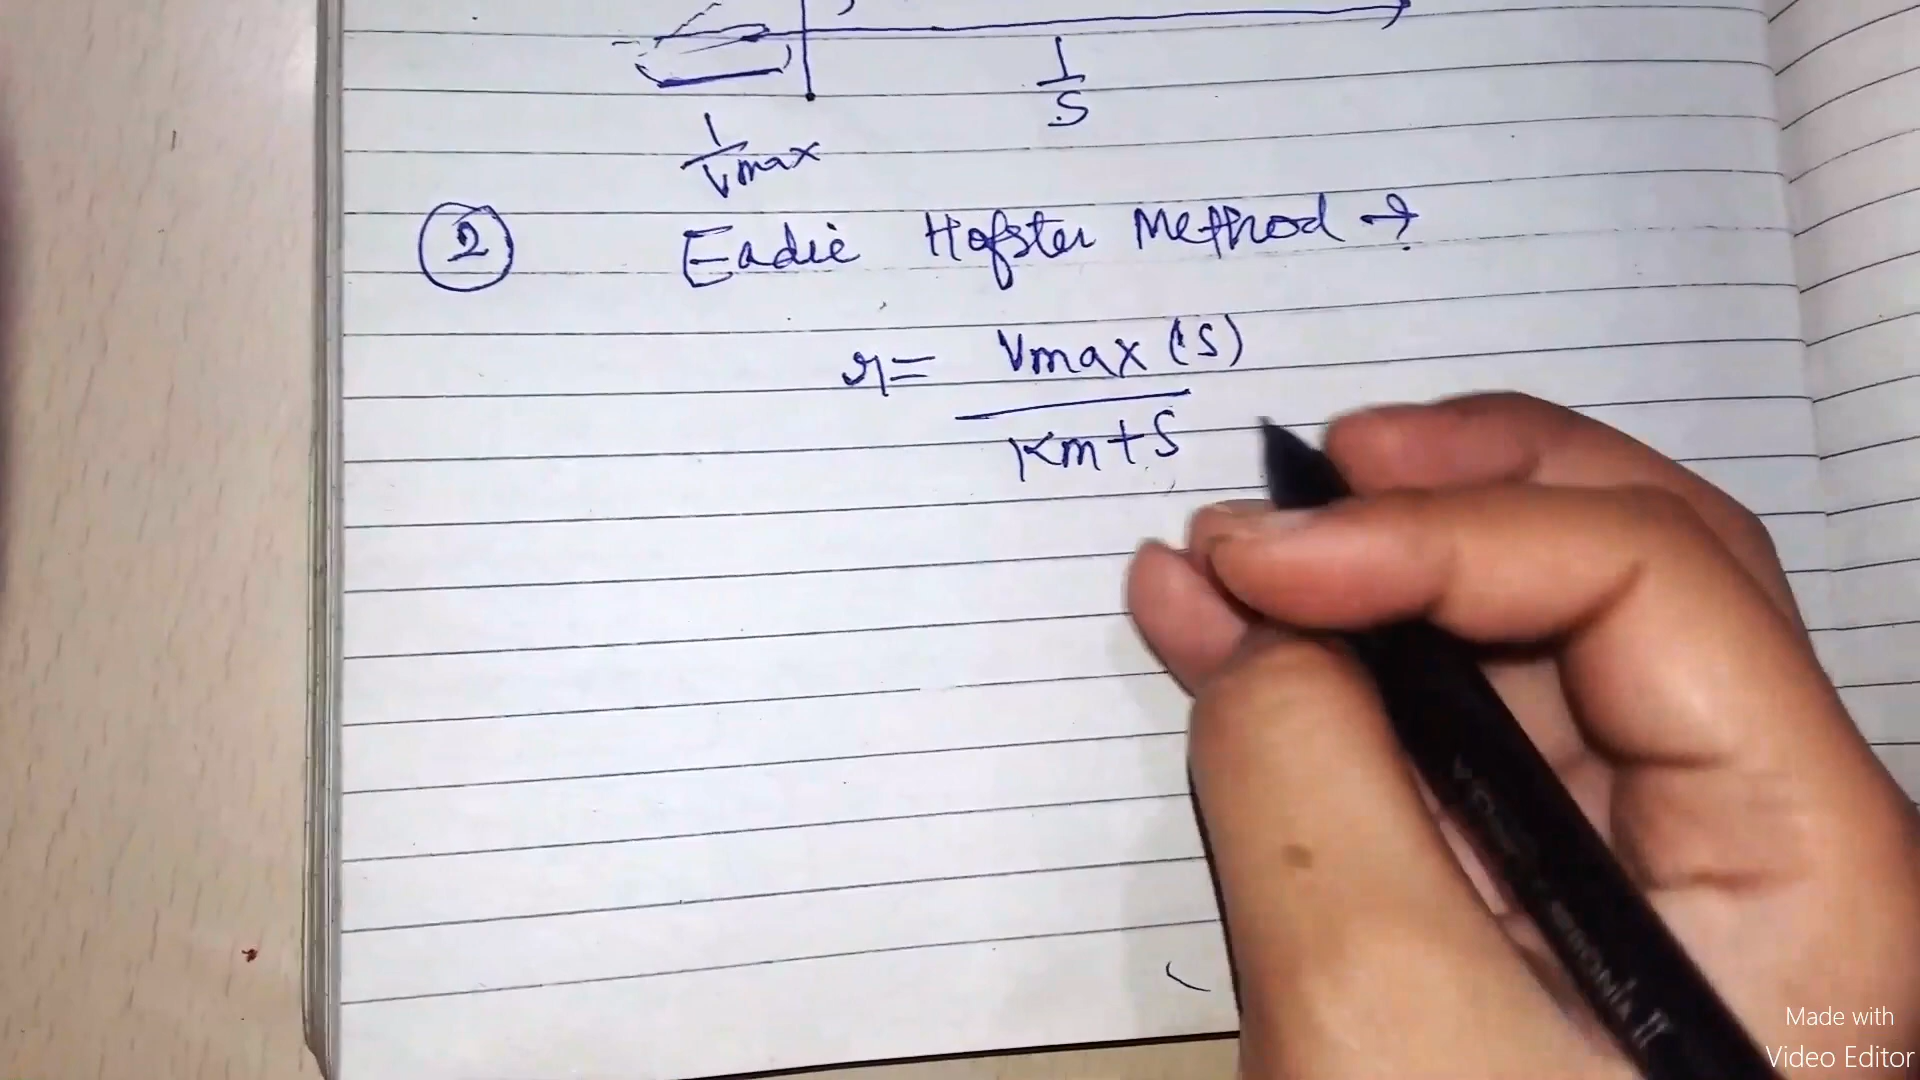 1
S
1
Vmax
2 Eadie Hofster Method →
r = Vmax (S)
Km+S
Made with
Video Editor